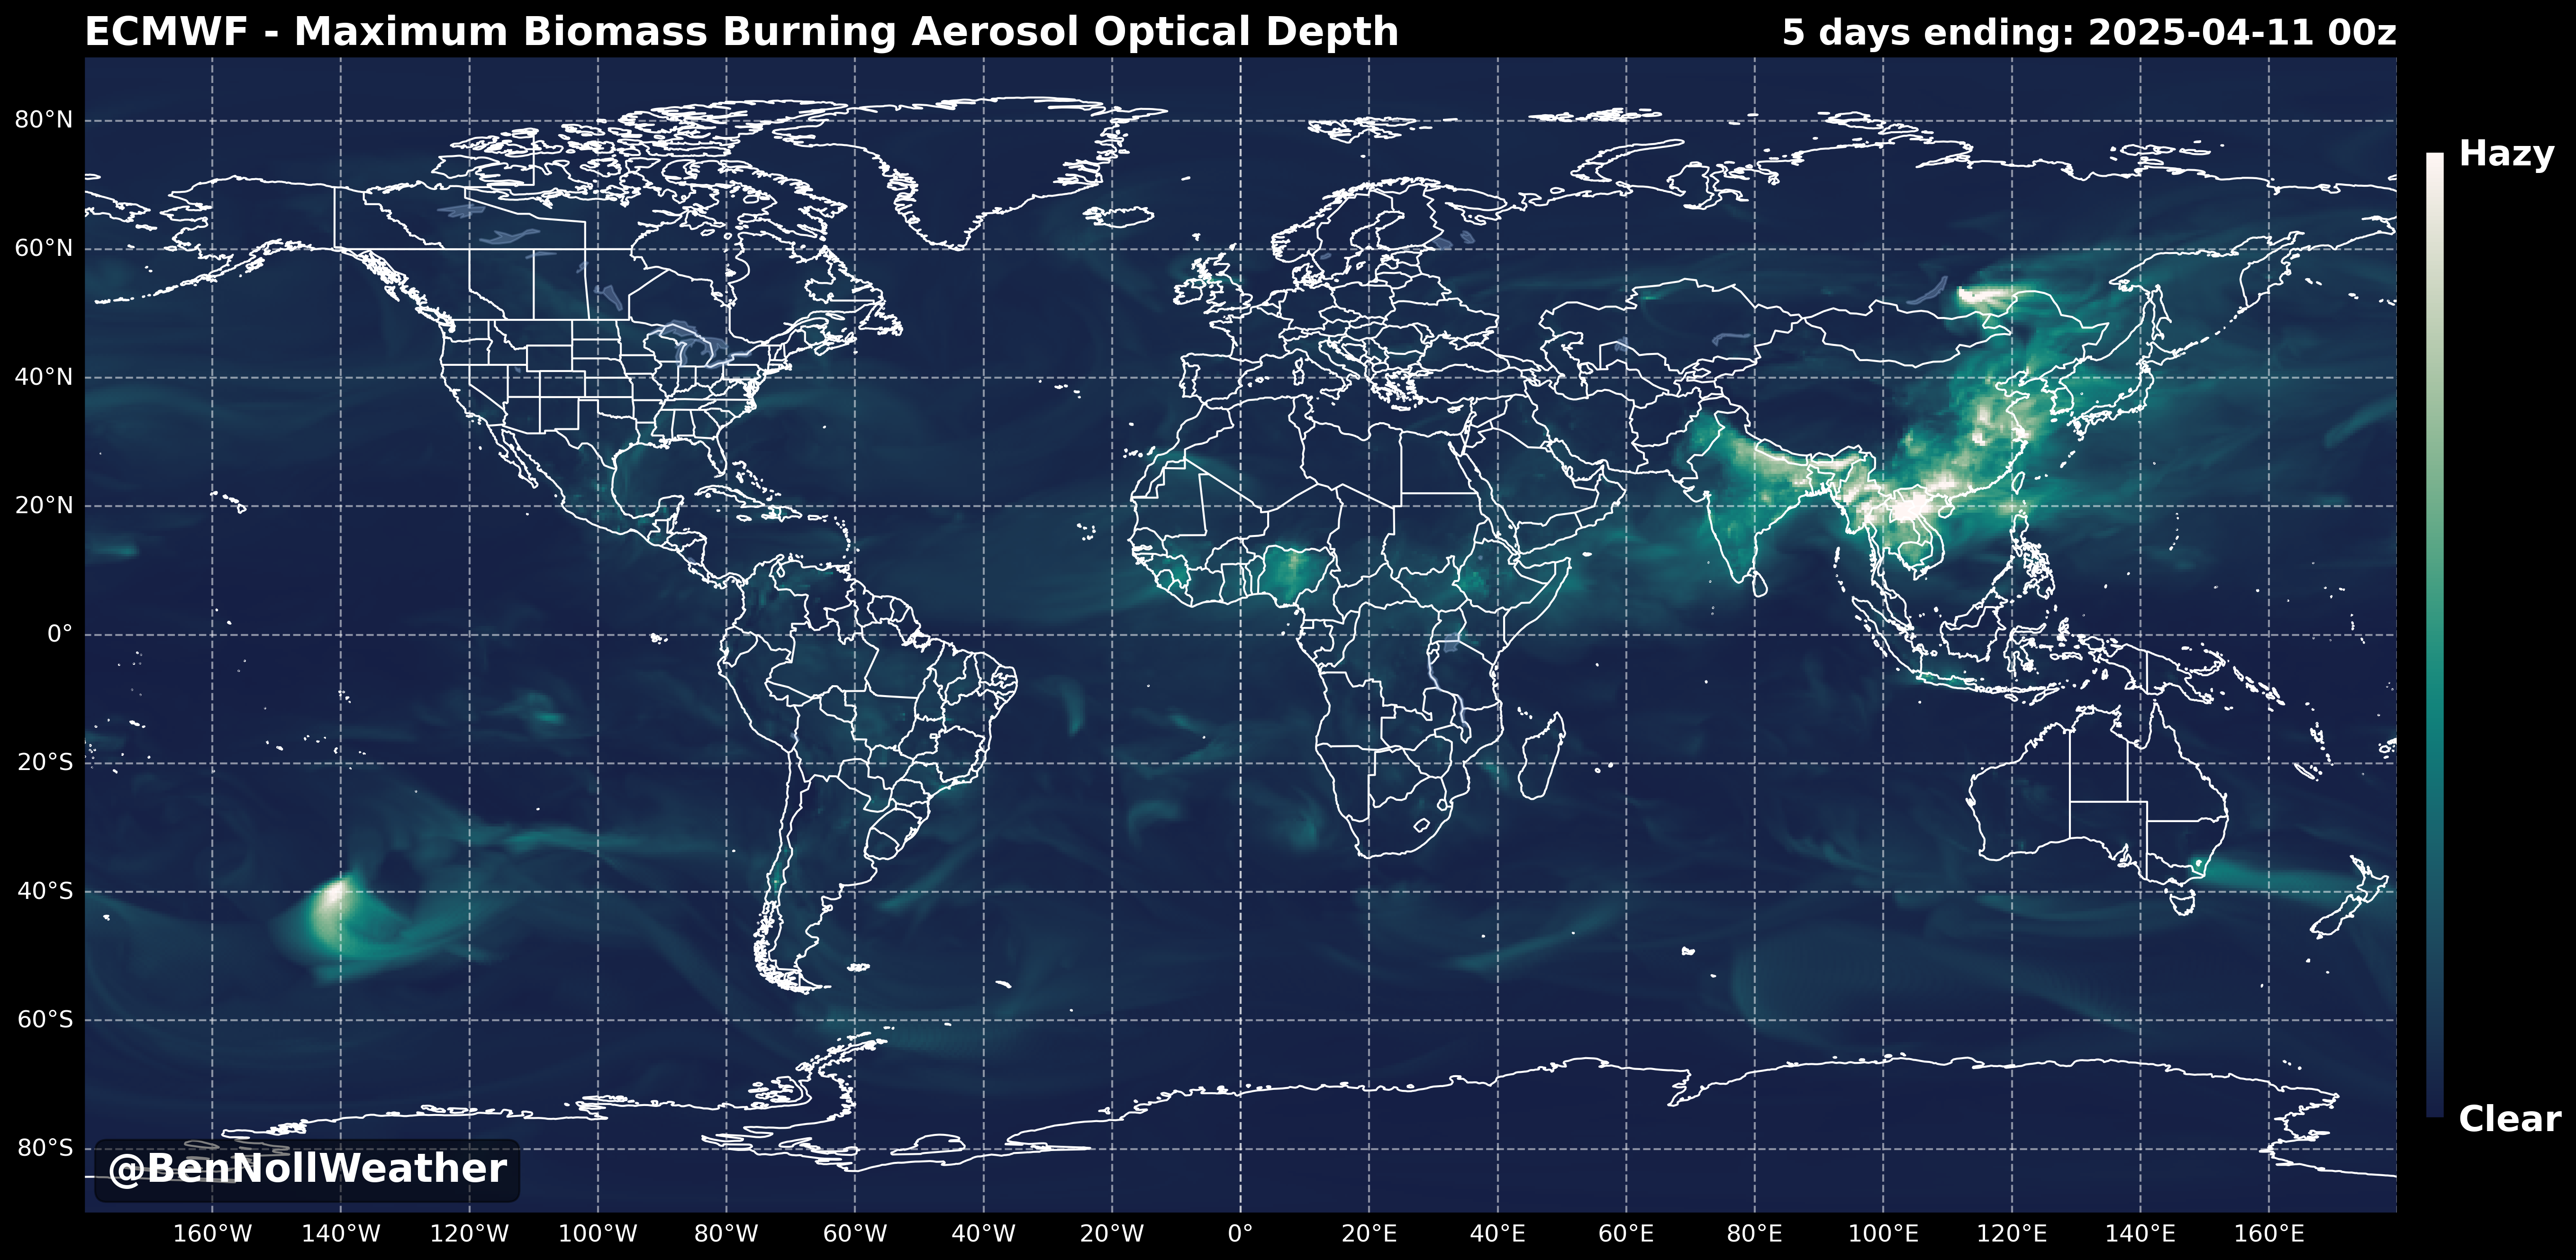 ECMWF - Maximum Biomass Burning Aerosol Optical Depth
5 days ending: 2025-04-11 00z
Hazy
Clear
80°N
60°N
40°N
20°N
0°
20°S
40°S
60°S
80°S
@BenNollWeather
160°W 140°W 120°W 100°W 80°W 60°W 40°W 20°W 0° 20°E 40°E 60°E 80°E 100°E 120°E 140°E 160°E